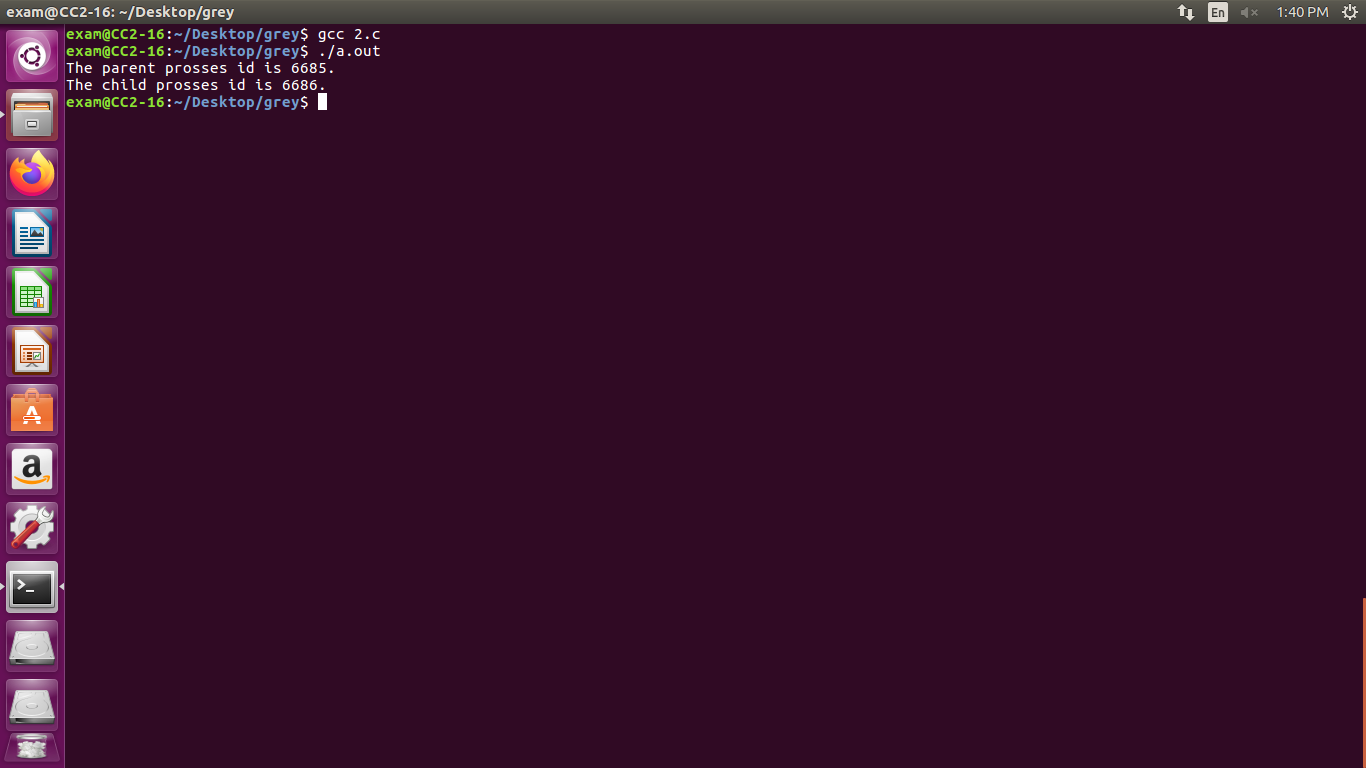 exam@CC2-16: ~/Desktop/grey
En
1:40 PM
exam@CC2-16:~/Desktop/grey$ gcc 2.c
exam@CC2-16:~/Desktop/grey$ ./a.out
The parent prosses id is 6685.
The child prosses id is 6686.
exam@CC2-16:~/Desktop/grey$
A
a
>_